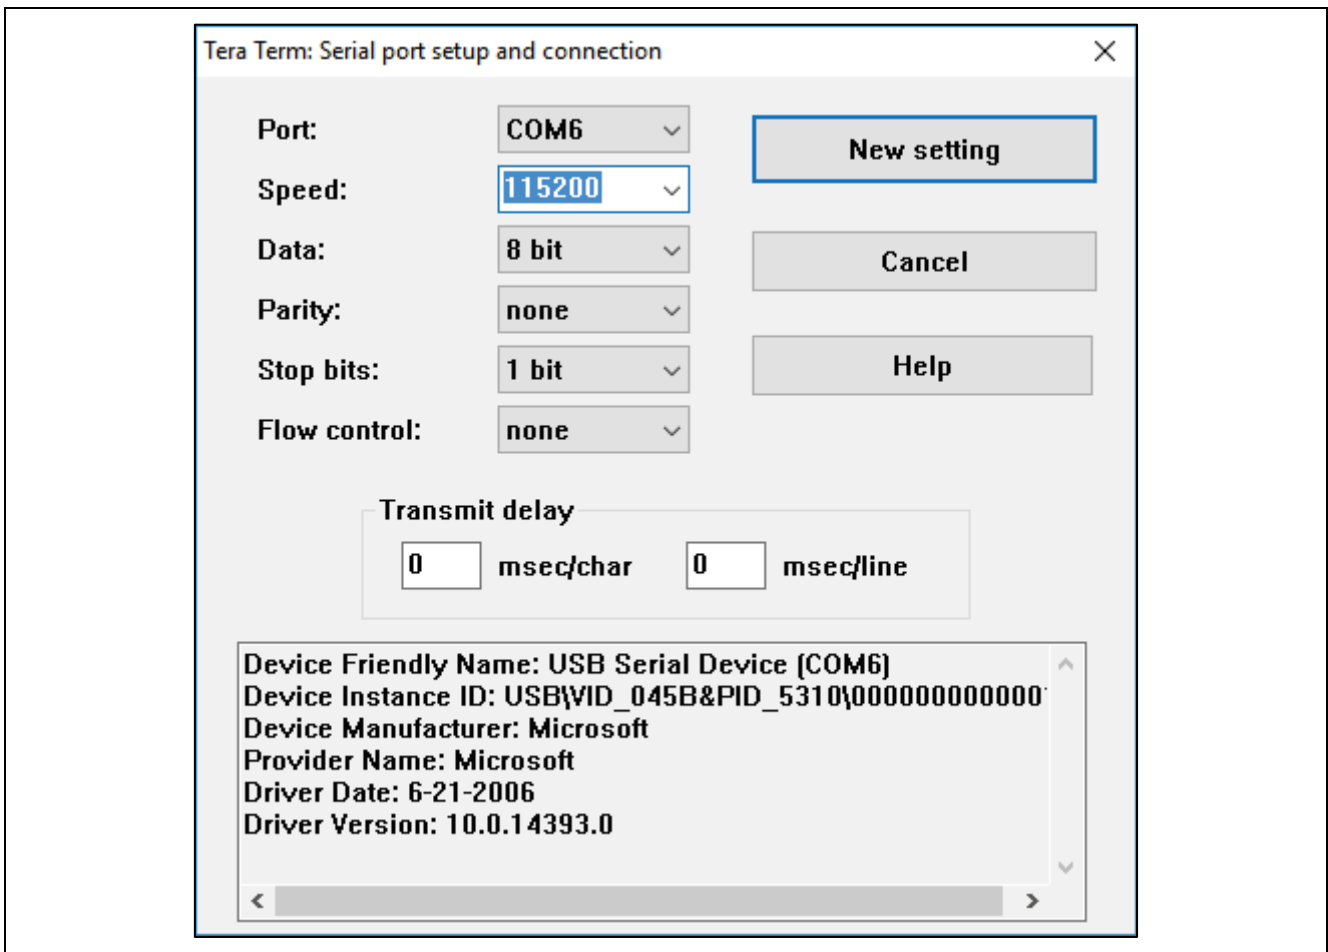 Tera Term: Serial port setup and connection
Port: COM6
New setting
Speed: 115200
Data: 8 bit
Cancel
Parity: none
Stop bits: 1 bit
Help
Flow control: none
Transmit delay
0 msec/char 0 msec/line
Device Friendly Name: USB Serial Device (COM6)
Device Instance ID: USB\VID_045B&PID_5310\000000000000
Device Manufacturer: Microsoft
Provider Name: Microsoft
Driver Date: 6-21-2006
Driver Version: 10.0.14393.0